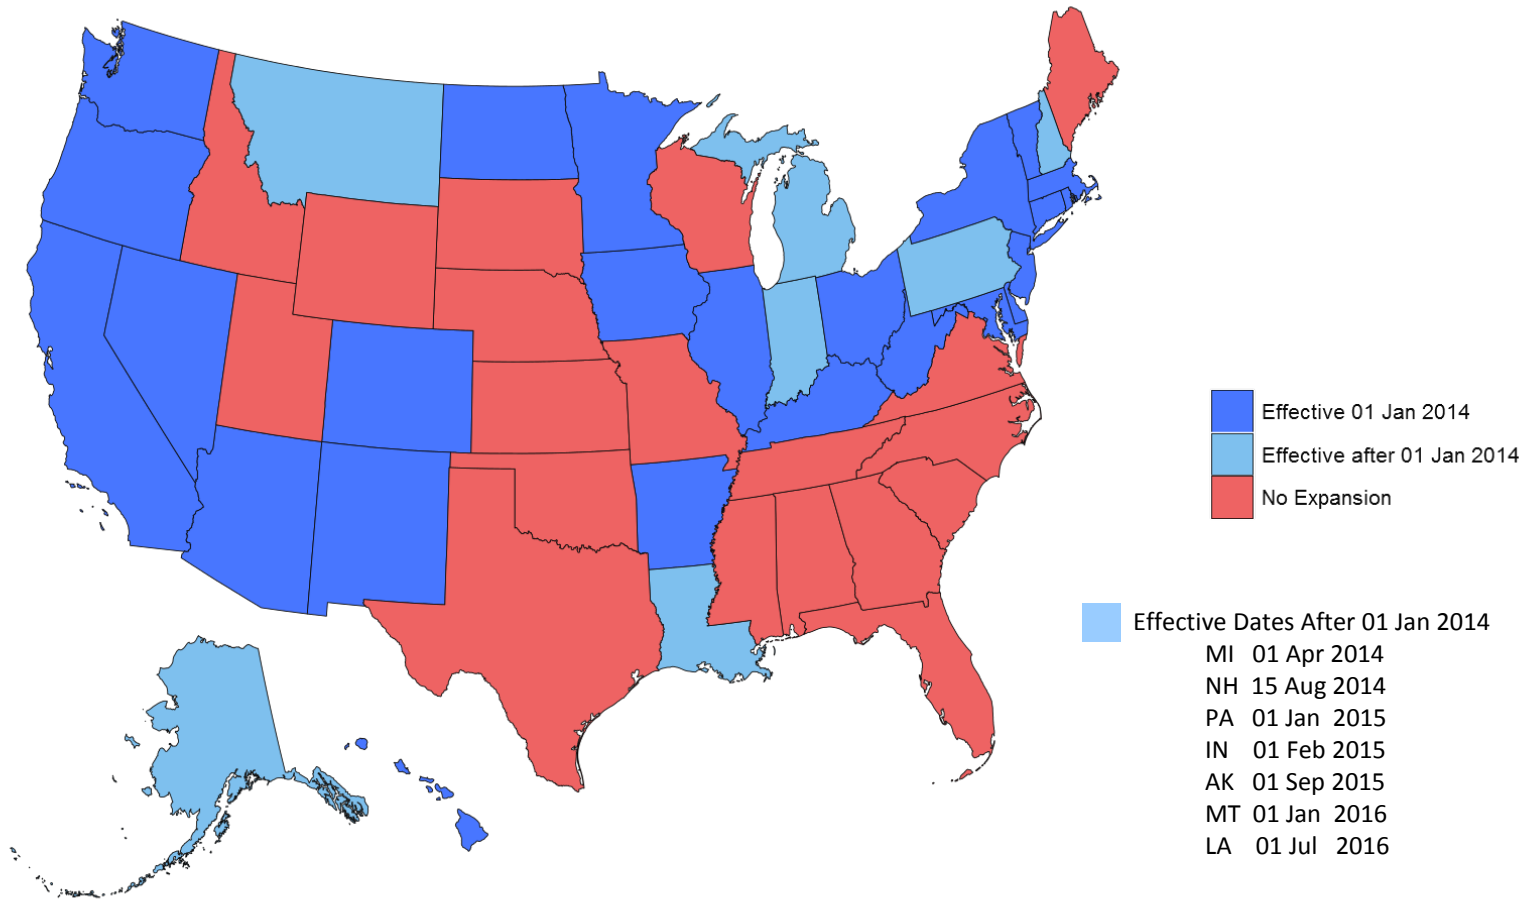 Effective 01 Jan 2014
Effective after 01 Jan 2014
No Expansion
Effective Dates After 01 Jan 2014
MI 01 Apr 2014
NH 15 Aug 2014
PA 01 Jan 2015
IN 01 Feb 2015
AK 01 Sep 2015
MT 01 Jan 2016
LA 01 Jul 2016